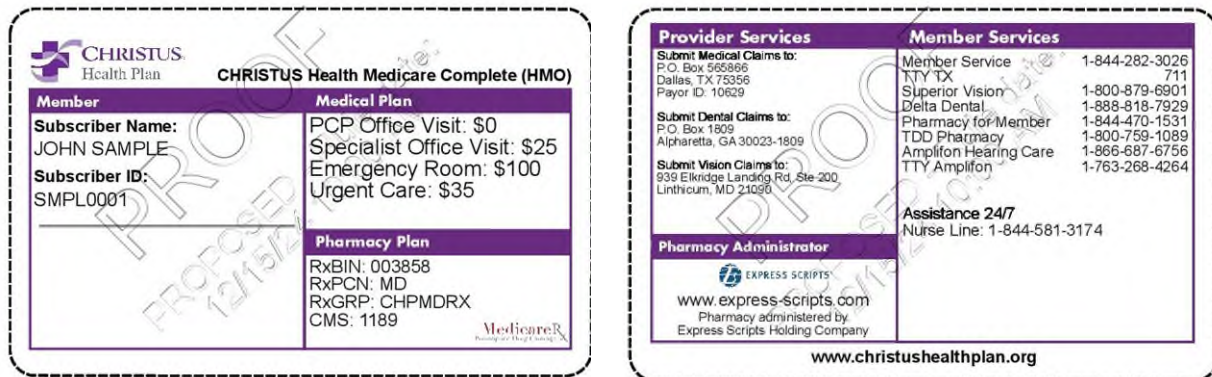 CHRISTUS
Health Plan
CHRISTUS Health Medicare Complete (HMO)
Member
Subscriber Name:
JOHN SAMPLE
Subscriber ID:
SMPL0001
Medical Plan
PCP Office Visit: $0
Specialist Office Visit: $25
Emergency Room: $100
Urgent Care: $35
Pharmacy Plan
RxBIN: 003858
RxPCN: MD
RxGRP: CHPMDRX
CMS: 1189
MedicareRx
Prescription Drug Coverage
PROOF
PROPOSED
Provider Services
Submit Medical Claims to:
P.O. Box 565866
Dallas, TX 75356
Payor ID: 10629
Submit Dental Claims to:
P.O. Box 1809
Alpharetta, GA 30023-1809
Submit Vision Claims to:
939 Elkridge Landing Rd, Ste 200
Linthicum, MD 21090
Pharmacy Administrator
EXPRESS SCRIPTS
www.express-scripts.com
Pharmacy administered by
Express Scripts Holding Company
Member Services
Member Service 1-844-282-3026
TTY TX 711
Superior Vision 1-800-879-6901
Delta Dental 1-888-818-7929
Pharmacy for Member 1-844-470-1531
TDD Pharmacy 1-800-759-1089
Amplifon Hearing Care 1-866-687-6756
TTY Amplifon 1-763-268-4264
Assistance 24/7
Nurse Line: 1-844-581-3174
PROOF
PROPOSED
www.christushealthplan.org